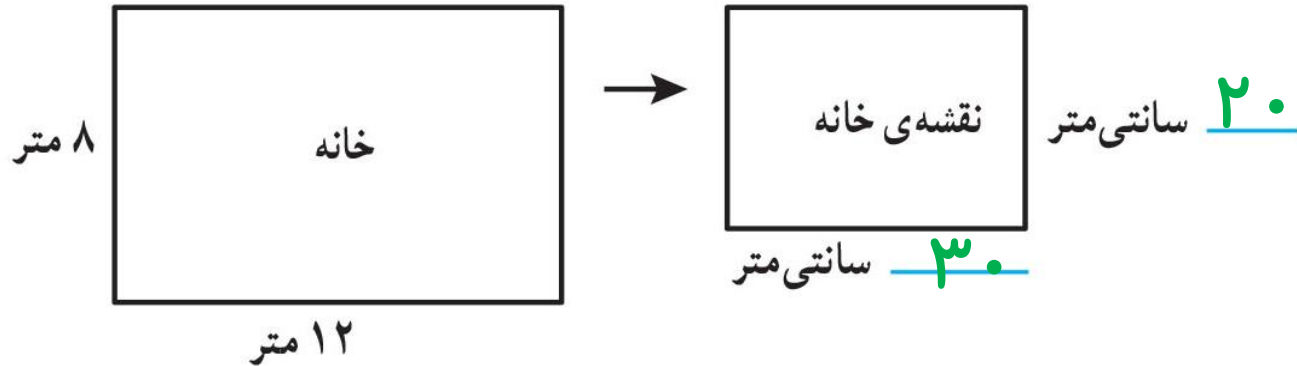 خانه
۸ متر
۱۲ متر
نقشه‌ی خانه
۲۰ سانتی‌متر
۳۰ سانتی‌متر